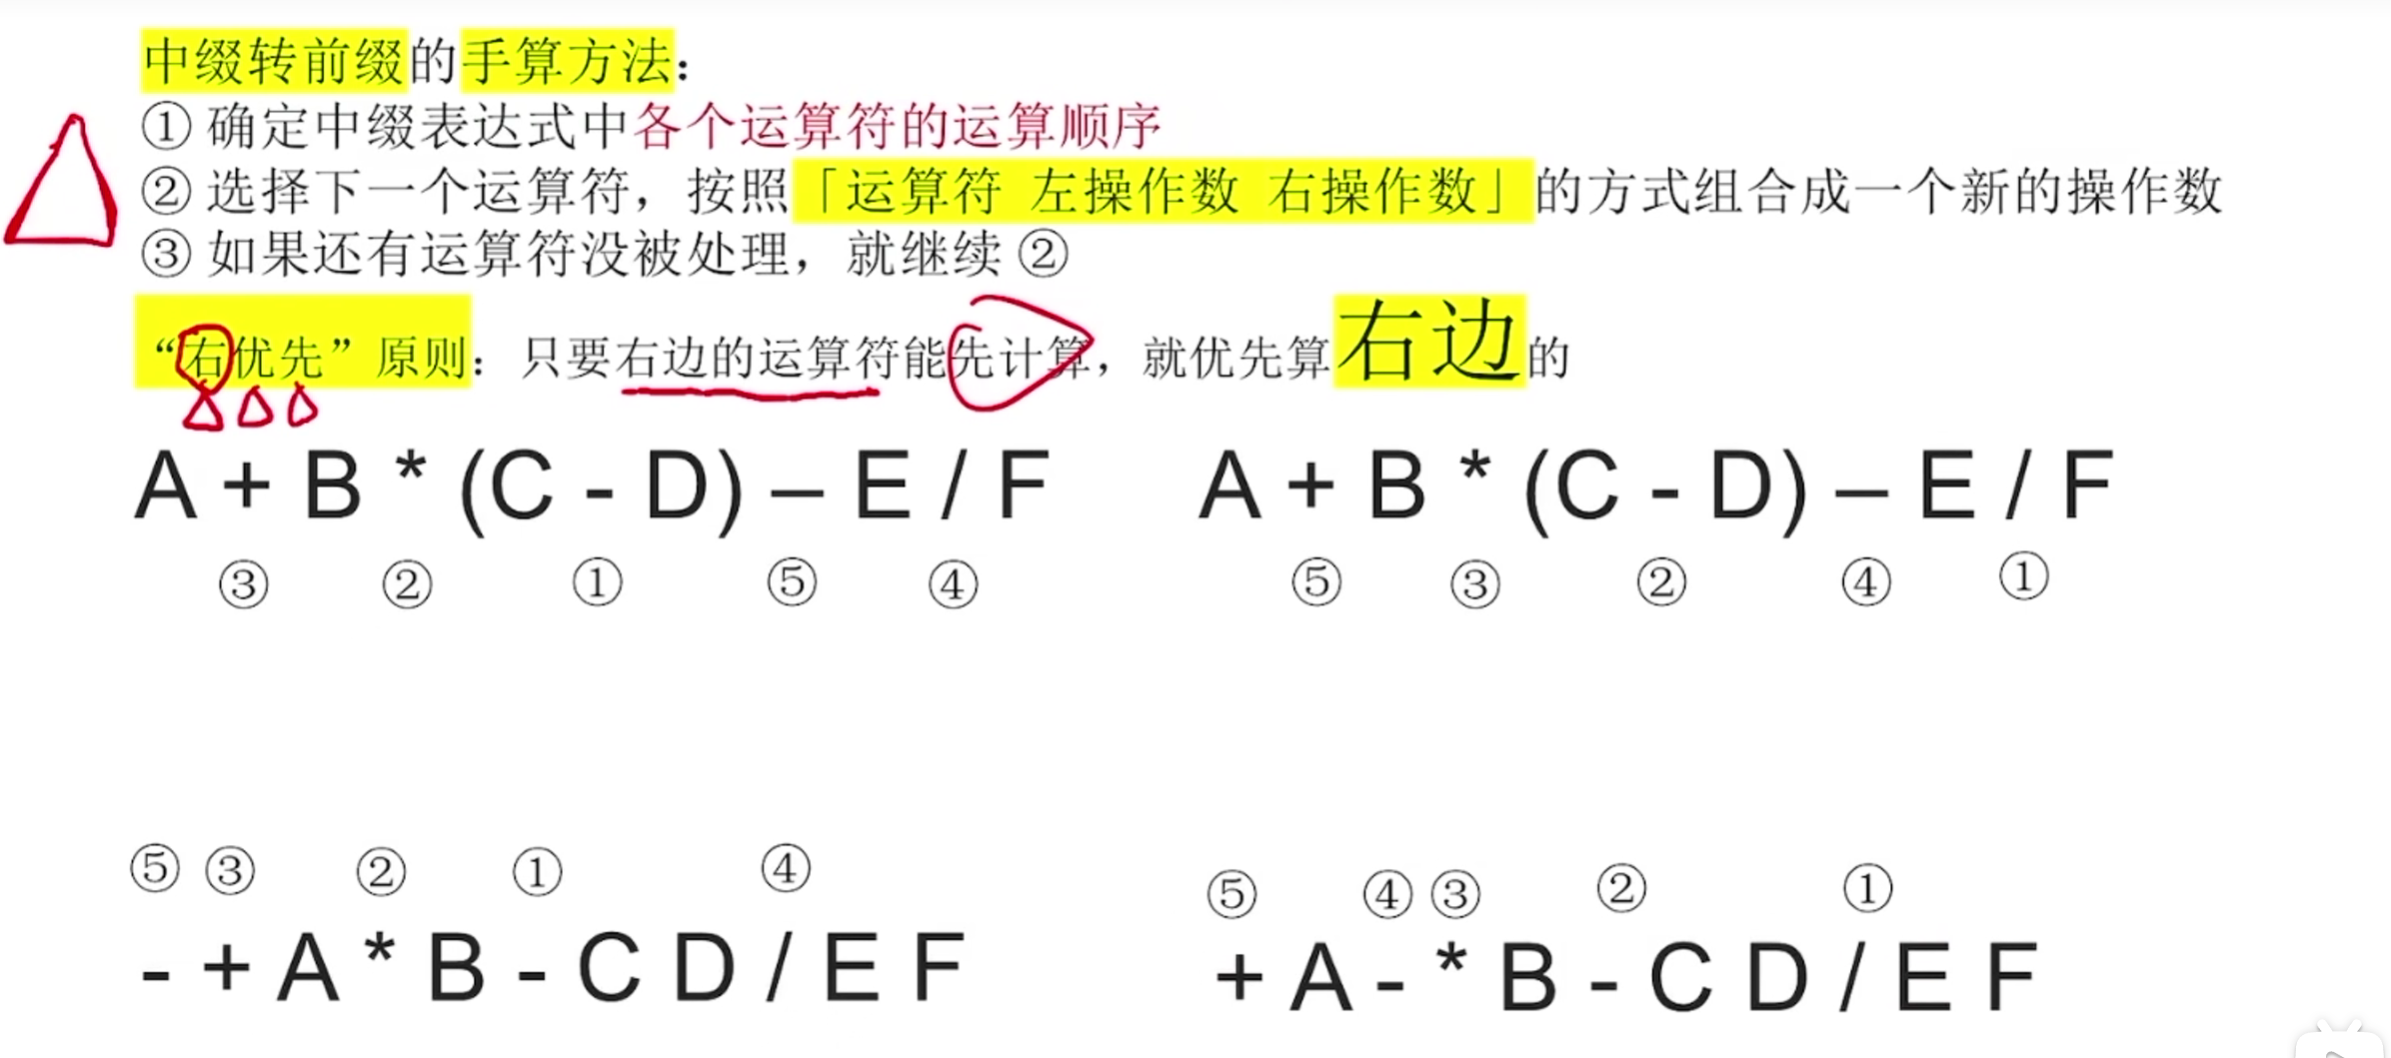 中缀转前缀的手算方法：
① 确定中缀表达式中各个运算符的运算顺序
② 选择下一个运算符，按照「运算符 左操作数 右操作数」的方式组合成一个新的操作数
③ 如果还有运算符没被处理，就继续 ②
“右优先”原则：只要右边的运算符能先计算，就优先算右边的
A + B * (C - D) – E / F
③ ② ① ⑤ ④
A + B * (C - D) – E / F
⑤ ③ ② ④ ①
⑤ ③ ② ① ④
- + A * B - C D / E F
⑤ ④ ③ ② ①
+ A - * B - C D / E F